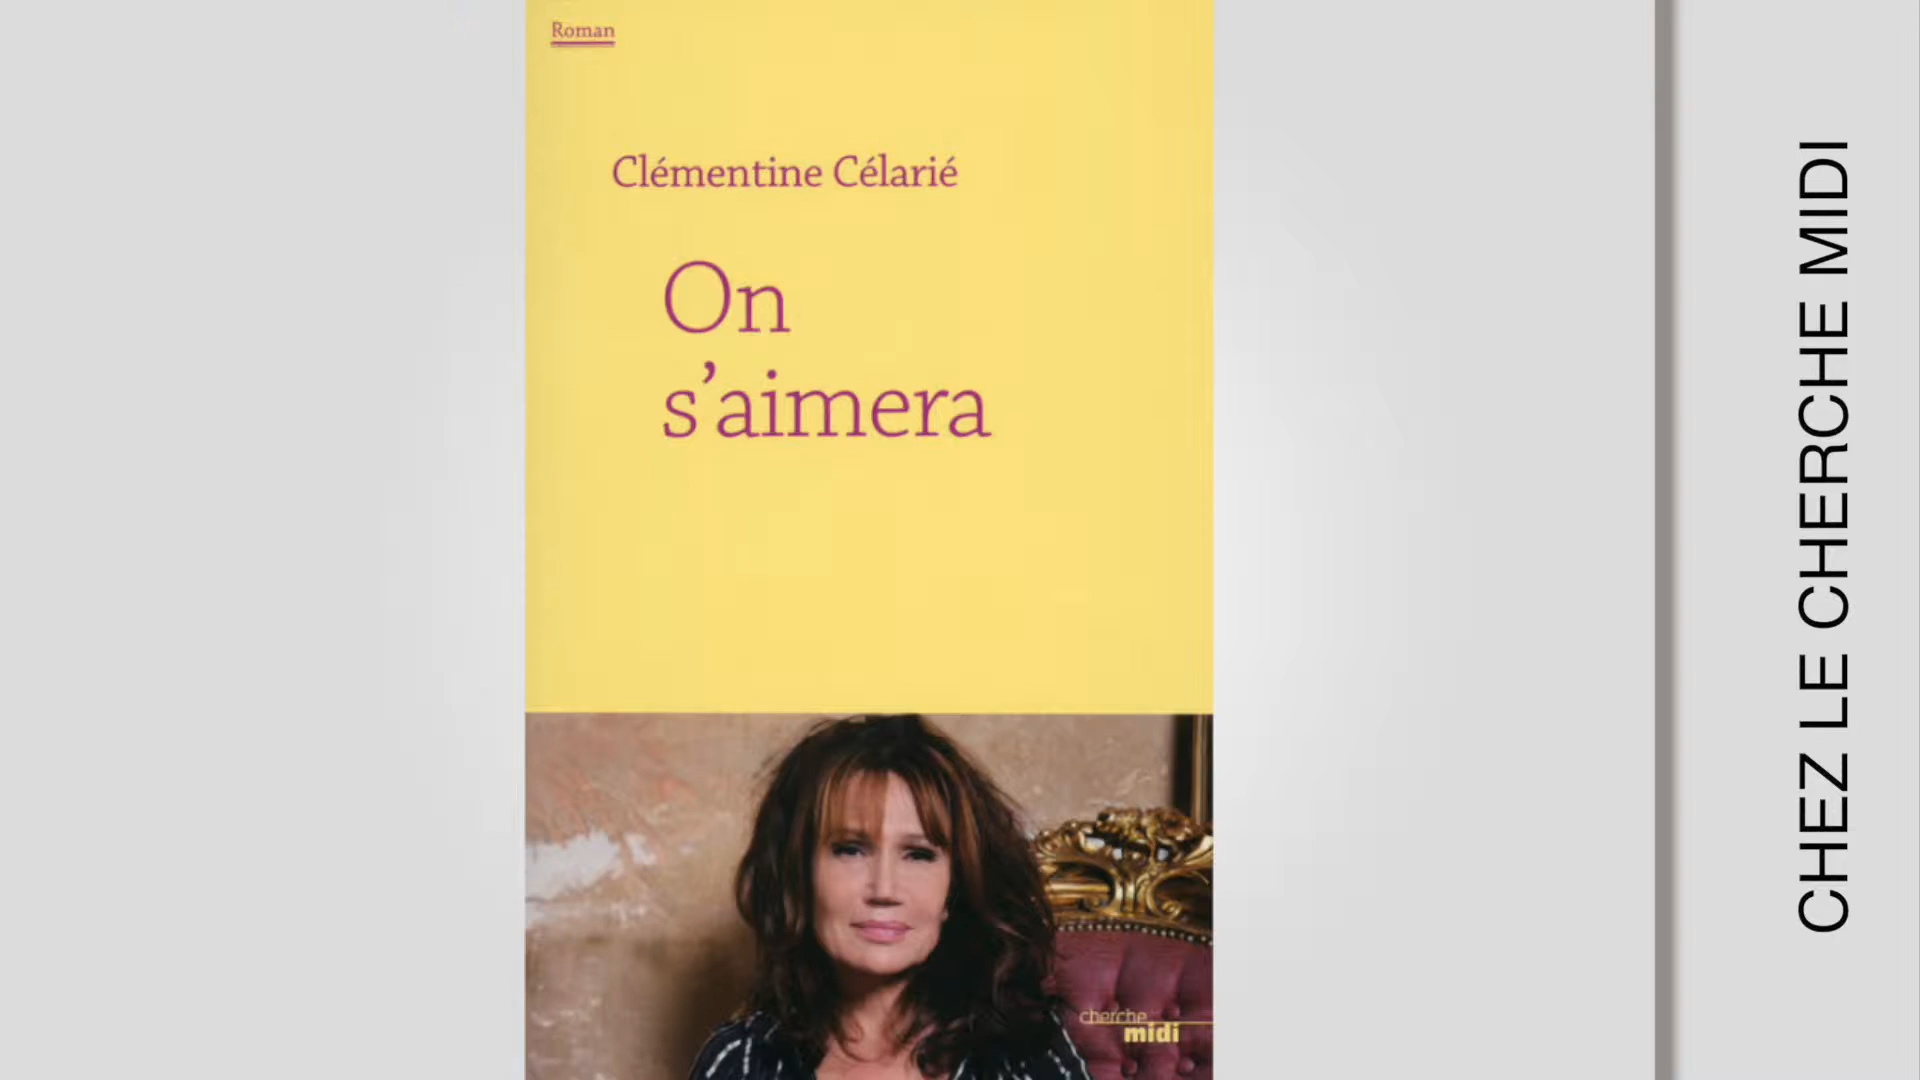 Roman
Clémentine Célarié
On
s’aimera
cherche
midi
CHEZ LE CHERCHE MIDI